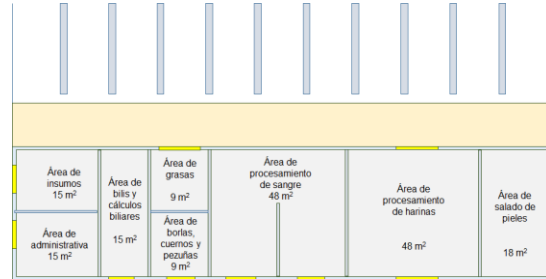 Área de
insumos
15 m²
Área de
administrativa
15 m²
Área de
bilis y
cálculos
biliares
15 m²
Área de
grasas
9 m²
Área de
borlas,
cuernos y
pezuñas
9 m²
Área de
procesamiento
de sangre
48 m²
Área de
procesamiento
de harinas
48 m²
Área de
salado de
pieles
18 m²